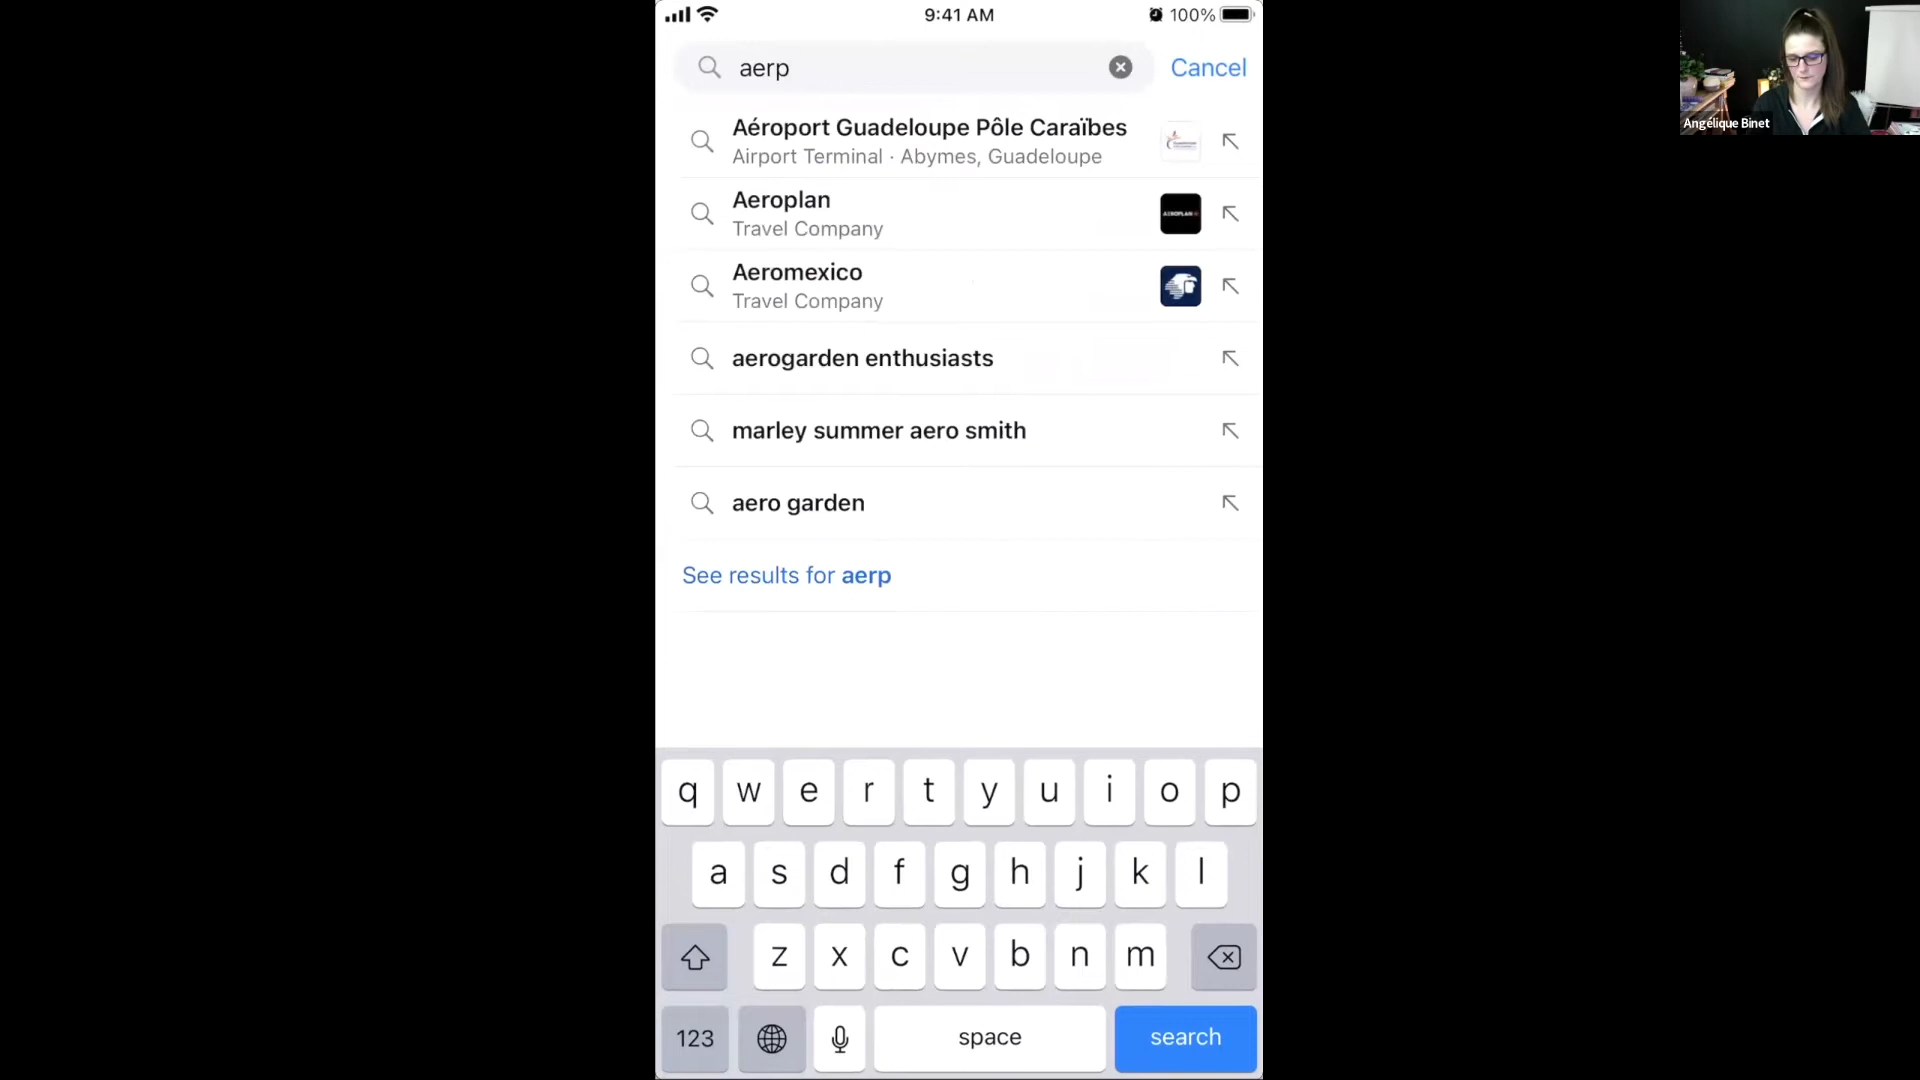 9:41 AM
100%
aerp
Cancel
Aéroport Guadeloupe Pôle Caraïbes
Airport Terminal · Abymes, Guadeloupe
Aeroplan
Travel Company
AEROPLAN
Aeromexico
Travel Company
aerogarden enthusiasts
marley summer aero smith
aero garden
See results for aerp
q w e r t y u i o p
a s d f g h j k l
z x c v b n m
123
space
search
Angélique Binet